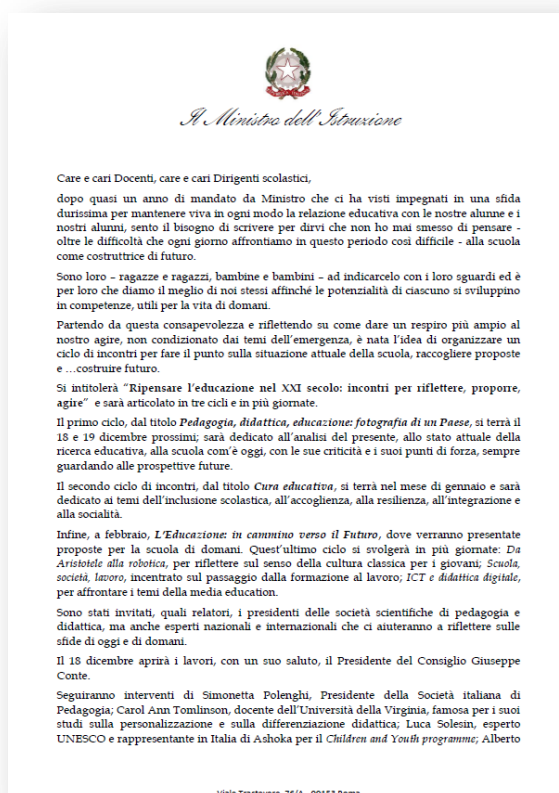 Il Ministro dell'Istruzione
Care e cari Docenti, care e cari Dirigenti scolastici,
dopo quasi un anno di mandato da Ministro che ci ha visti impegnati in una sfida
durissima per mantenere viva in ogni modo la relazione educativa con le nostre alunne e i
nostri alunni, sento il bisogno di scrivere per dirvi che non ho mai smesso di pensare -
oltre le difficoltà che ogni giorno affrontiamo in questo periodo così difficile - alla scuola
come costruttrice di futuro.
Sono loro – ragazze e ragazzi, bambine e bambini – ad indicarcelo con i loro sguardi ed è
per loro che diamo il meglio di noi stessi affinché le potenzialità di ciascuno si sviluppino
in competenze, utili per la vita di domani.
Partendo da questa consapevolezza e riflettendo su come dare un respiro più ampio al
nostro agire, non condizionato dai temi dell'emergenza, è nata l'idea di organizzare un
ciclo di incontri per fare il punto sulla situazione attuale della scuola, raccogliere proposte
e …costruire futuro.
Si intitolerà "Ripensare l'educazione nel XXI secolo: incontri per riflettere, proporre,
agire" e sarà articolato in tre cicli e in più giornate.
Il primo ciclo, dal titolo Pedagogia, didattica, educazione: fotografia di un Paese, si terrà il
18 e 19 dicembre prossimi; sarà dedicato all'analisi del presente, allo stato attuale della
ricerca educativa, alla scuola com'è oggi, con le sue criticità e i suoi punti di forza, sempre
guardando alle prospettive future.
Il secondo ciclo di incontri, dal titolo Cura educativa, si terrà nel mese di gennaio e sarà
dedicato ai temi dell'inclusione scolastica, all'accoglienza, alla resilienza, all'integrazione e
alla socialità.
Infine, a febbraio, L'Educazione: in cammino verso il Futuro, dove verranno presentate
proposte per la scuola di domani. Quest'ultimo ciclo si svolgerà in più giornate: Da
Aristotele alla robotica, per riflettere sul senso della cultura classica per i giovani; Scuola,
società, lavoro, incentrato sul passaggio dalla formazione al lavoro; ICT e didattica digitale,
per affrontare i temi della media education.
Sono stati invitati, quali relatori, i presidenti delle società scientifiche di pedagogia e
didattica, ma anche esperti nazionali e internazionali che ci aiuteranno a riflettere sulle
sfide di oggi e di domani.
Il 18 dicembre aprirà i lavori, con un suo saluto, il Presidente del Consiglio Giuseppe
Conte.
Seguiranno interventi di Simonetta Polenghi, Presidente della Società italiana di
Pedagogia; Carol Ann Tomlinson, docente dell'Università della Virginia, famosa per i suoi
studi sulla personalizzazione e sulla differenziazione didattica; Luca Solesin, esperto
UNESCO e rappresentante in Italia di Ashoka per il Children and Youth programme; Alberto